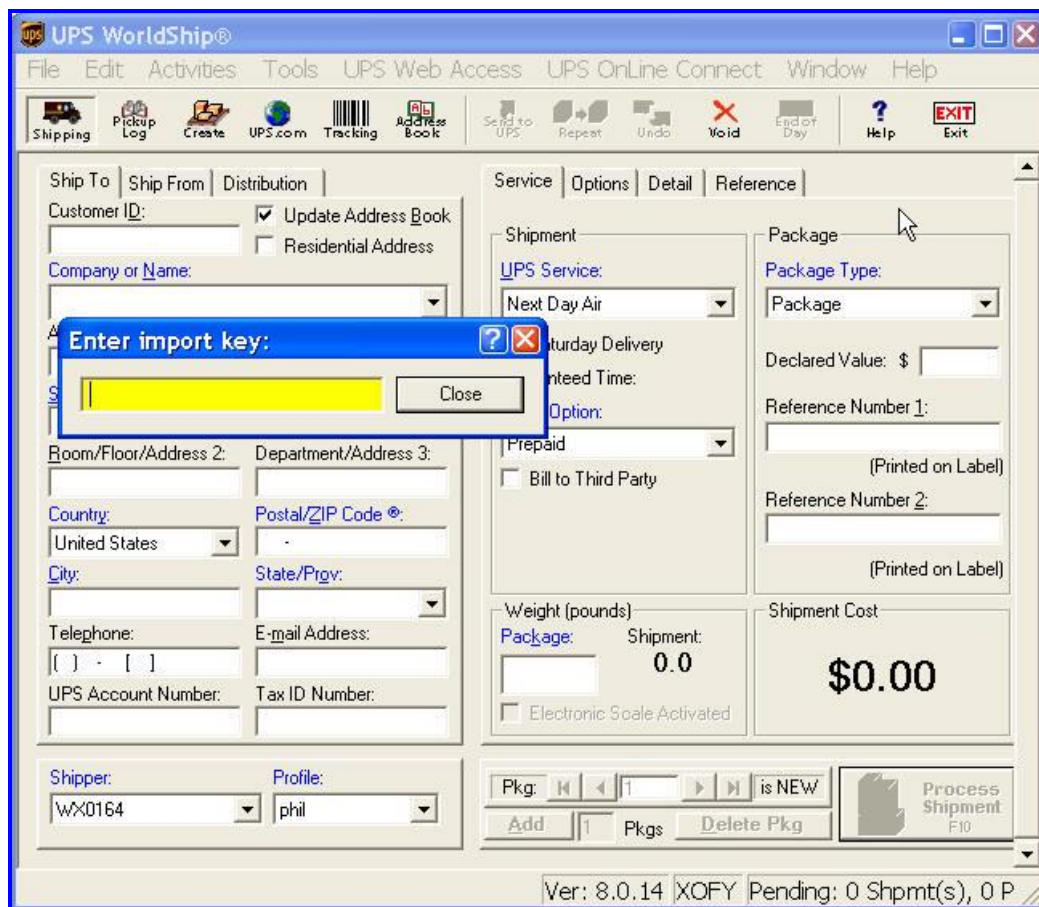 UPS WorldShip®
File Edit Activities Tools UPS Web Access UPS OnLine Connect Window Help
Shipping Pickup Log Create UPS.com Tracking Address Book Send to UPS Repeat Undo Void End of Day Help EXIT Exit
Ship To Ship From Distribution
Customer ID:
Update Address Book
Residential Address
Company or Name:
Enter import key:
Close
Room/Floor/Address 2: Department/Address 3:
Country: Postal/ZIP Code ®:
United States -
City: State/Prov:
Telephone: E-mail Address:
( ) - [ ]
UPS Account Number: Tax ID Number:
Shipper: Profile:
WX0164 phil
Service Options Detail Reference
Shipment
UPS Service:
Next Day Air
turday Delivery
nteed Time:
Option:
Prepaid
Bill to Third Party
Package
Package Type:
Package
Declared Value: $
Reference Number 1:
(Printed on Label)
Reference Number 2:
(Printed on Label)
Weight (pounds)
Package: Shipment:
0.0
Electronic Scale Activated
Shipment Cost
$0.00
Pkg: 1 is NEW
Add 1 Pkgs Delete Pkg
Process Shipment F10
Ver: 8.0.14 XOFY Pending: 0 Shpmt(s), 0 P